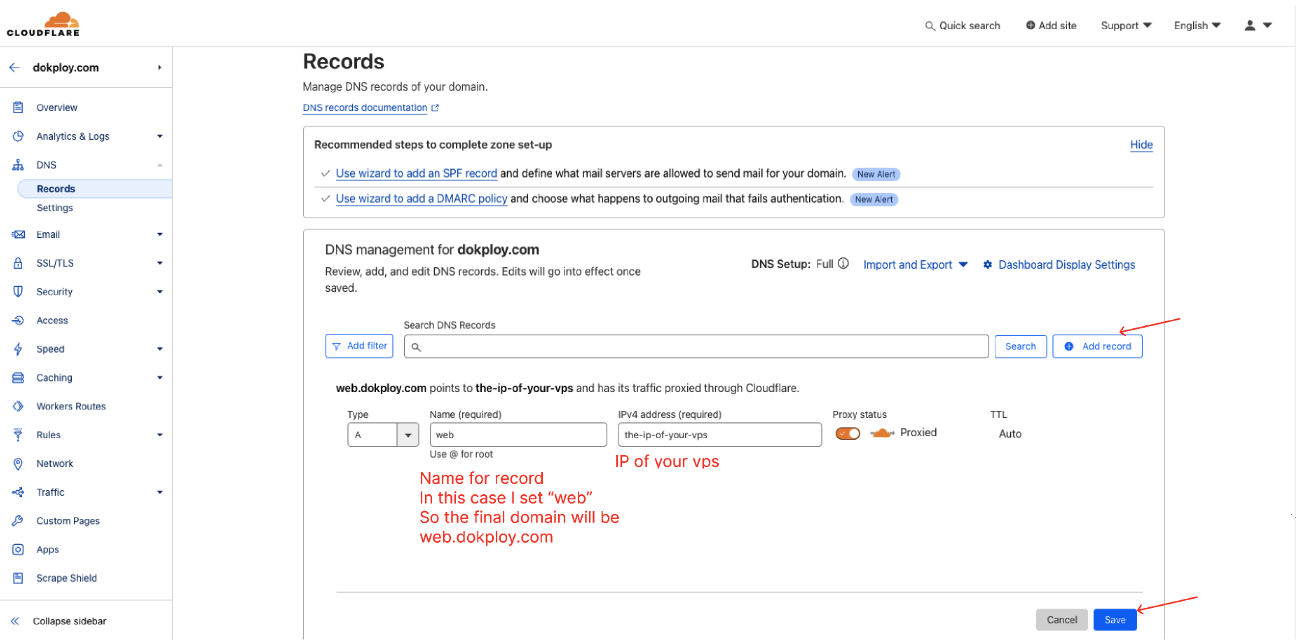 CLOUDFLARE
Quick search
Add site
Support
English
dokploy.com
Overview
Analytics & Logs
DNS
Records
Settings
Email
SSL/TLS
Security
Access
Speed
Caching
Workers Routes
Rules
Network
Traffic
Custom Pages
Apps
Scrape Shield
Collapse sidebar
Records
Manage DNS records of your domain.
DNS records documentation
Recommended steps to complete zone set-up
Hide
Use wizard to add an SPF record and define what mail servers are allowed to send mail for your domain. New Alert
Use wizard to add a DMARC policy and choose what happens to outgoing mail that fails authentication. New Alert
DNS management for dokploy.com
Review, add, and edit DNS records. Edits will go into effect once
saved.
DNS Setup: Full
Import and Export
Dashboard Display Settings
Search DNS Records
Add filter
Search
Add record
web.dokploy.com points to the-ip-of-your-vps and has its traffic proxied through Cloudflare.
Type
Name (required)
IPv4 address (required)
Proxy status
TTL
A
web
the-ip-of-your-vps
Proxied
Auto
Use @ for root
IP of your vps
Name for record
In this case I set “web”
So the final domain will be
web.dokploy.com
Cancel
Save